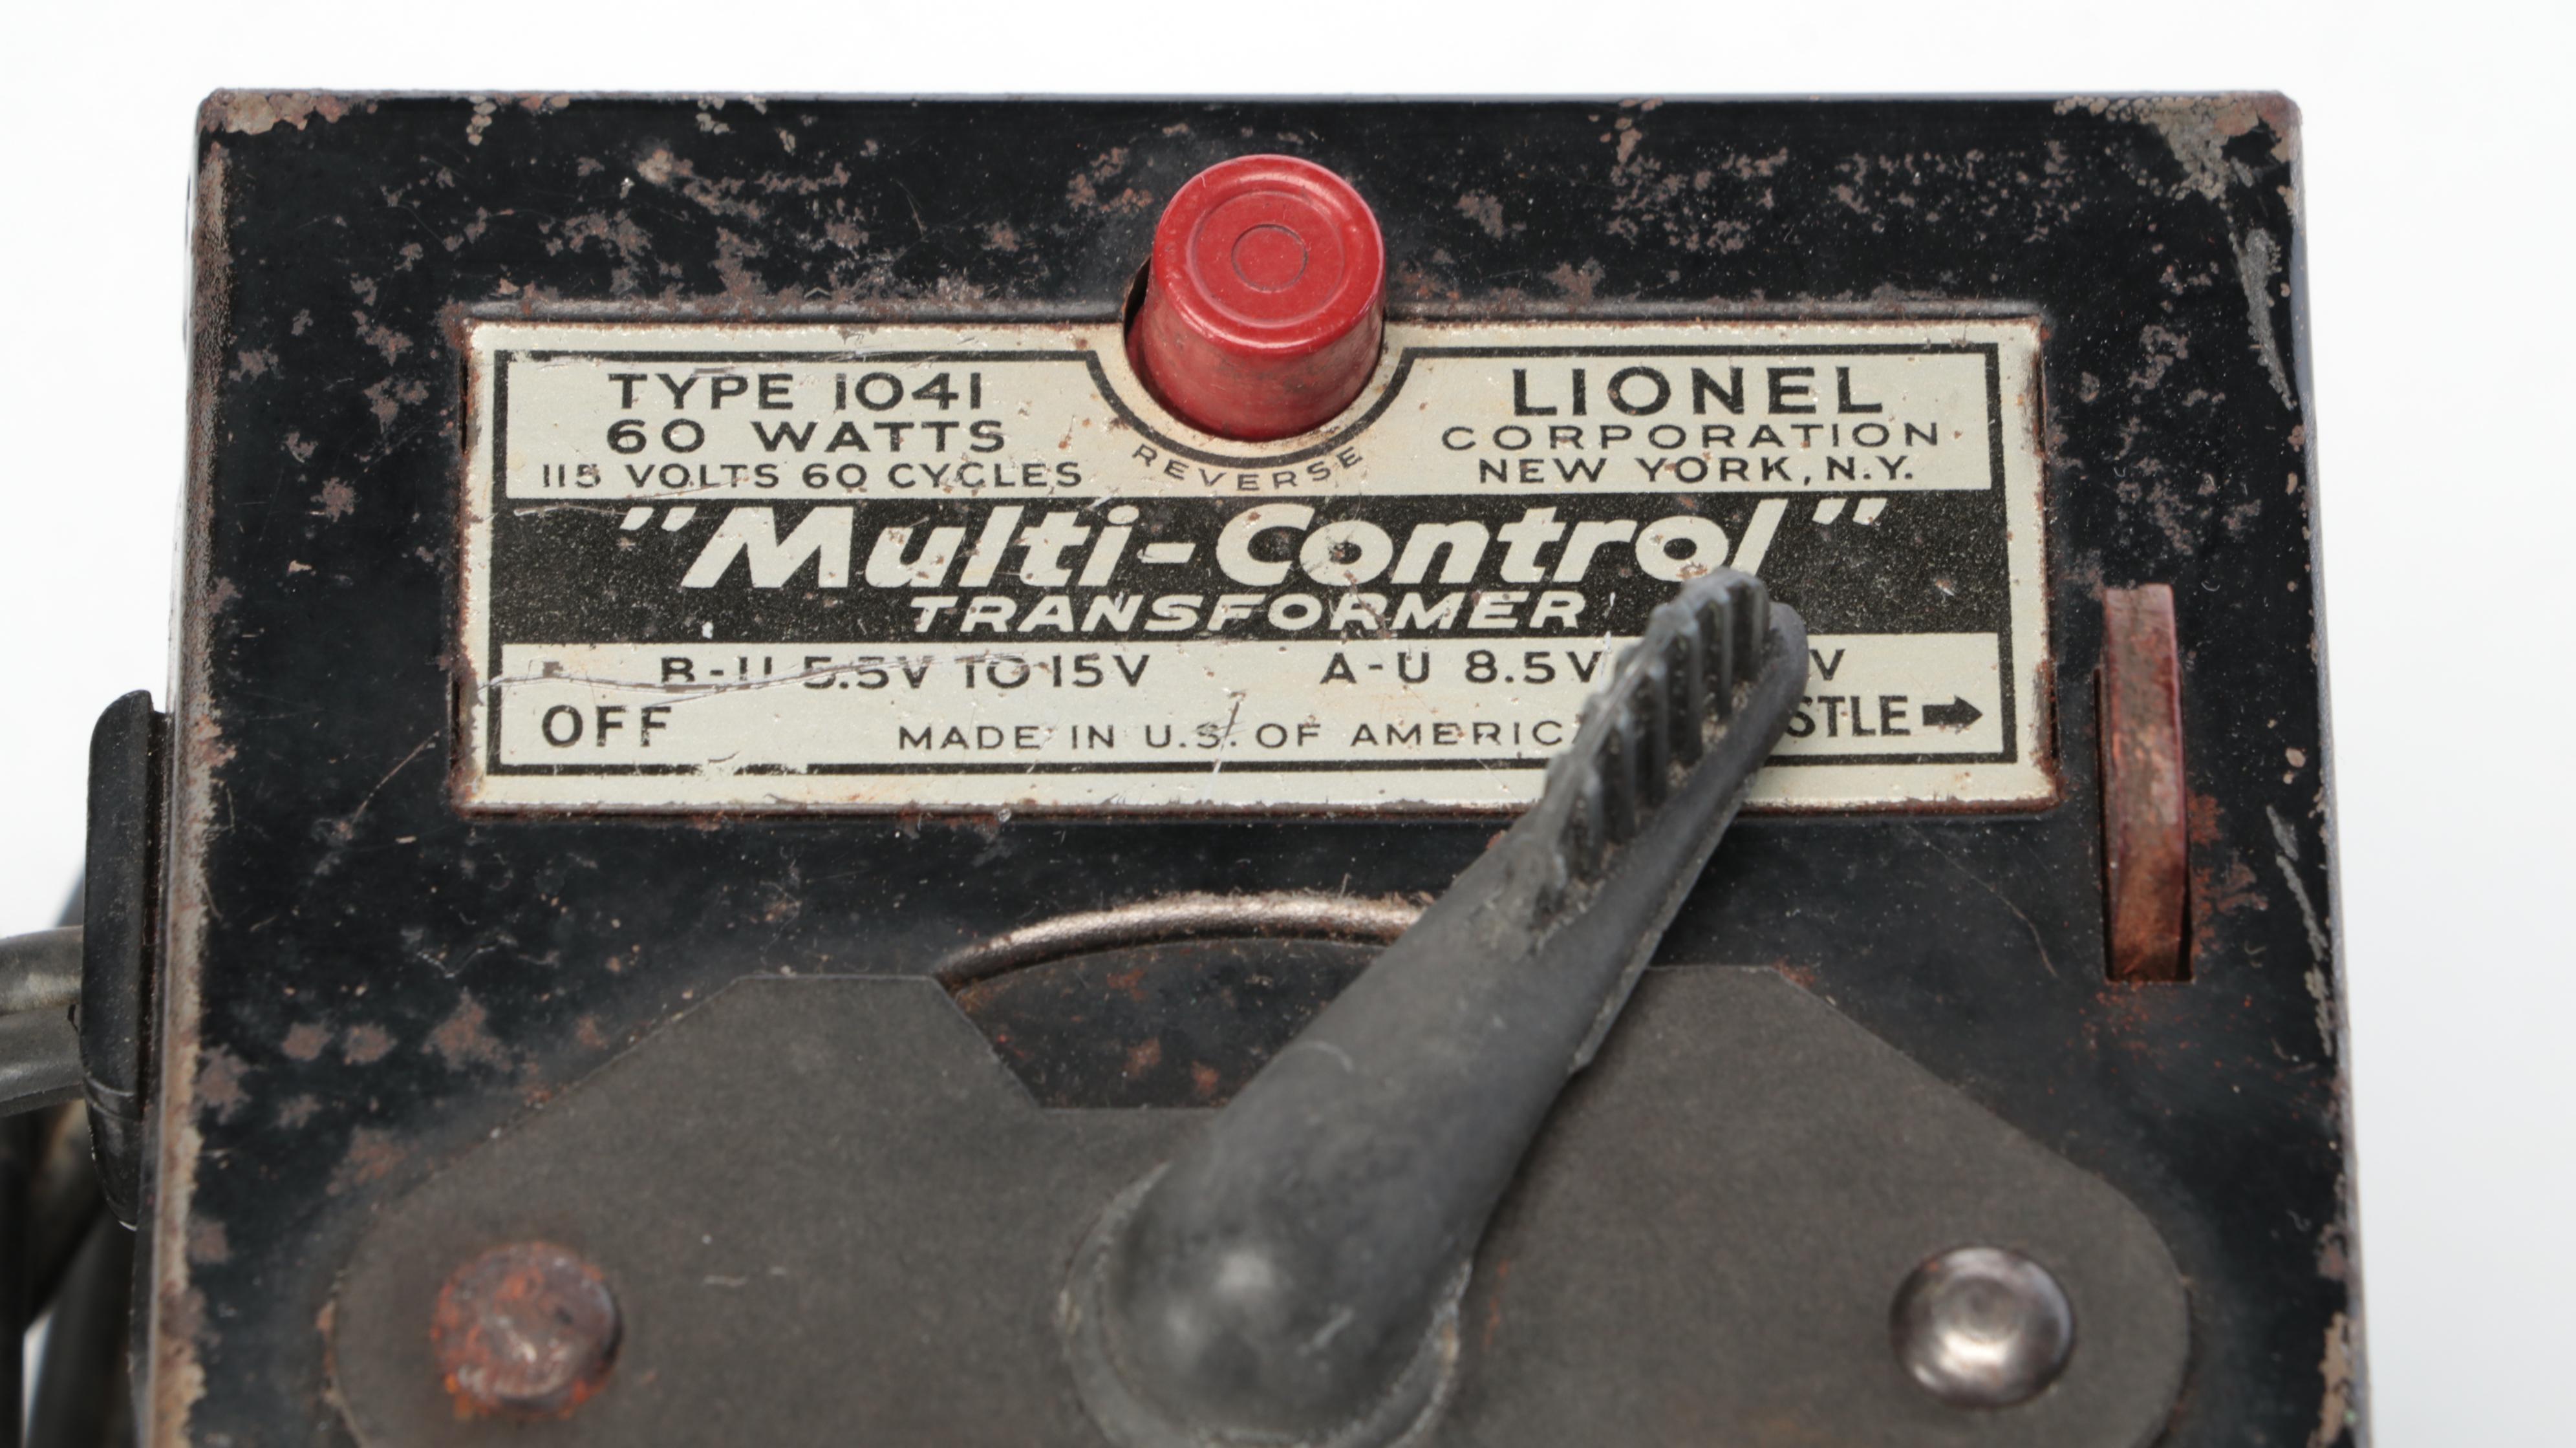 TYPE 1041
60 WATTS
115 VOLTS 60 CYCLES
REVERSE
LIONEL
CORPORATION
NEW YORK, N.Y.
"Multi-Control"
TRANSFORMER
B-U 5.5V TO 15V A-U 8.5V V
OFF MADE IN U.S. OF AMERIC STLE